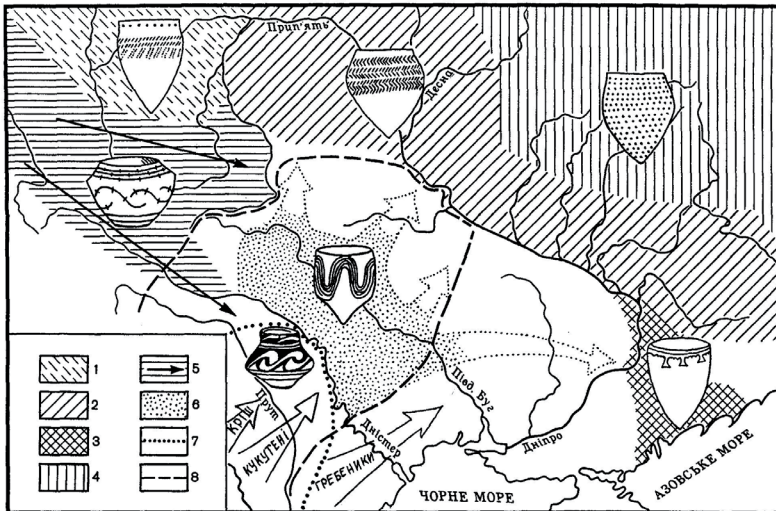 Прип'ять
Десна
1
2
3
4
5
6
7
8
КРІШ
Прут
КУКУТЕНІ
ГРЕБЕНИКИ
Дністер
Півд. Буг
Дніпро
ЧОРНЕ МОРЕ
АЗОВСЬКЕ МОРЕ